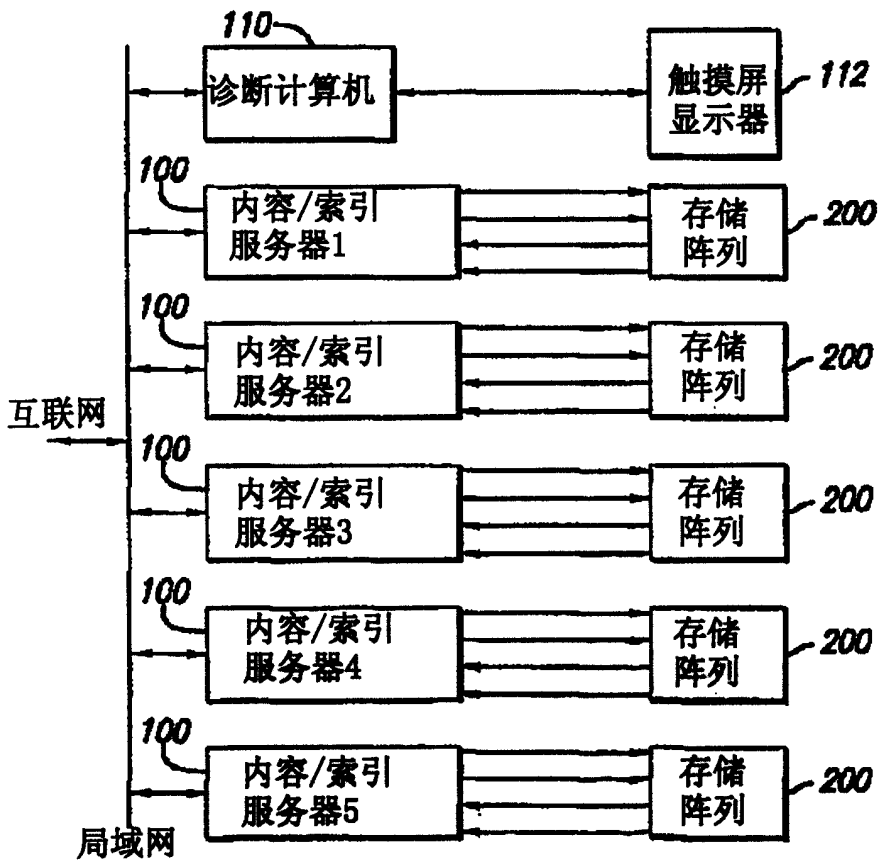 110
诊断计算机
触摸屏
显示器
112
100
内容/索引
服务器1
存储
阵列
200
100
内容/索引
服务器2
存储
阵列
200
互联网
100
内容/索引
服务器3
存储
阵列
200
100
内容/索引
服务器4
存储
阵列
200
100
内容/索引
服务器5
存储
阵列
200
局域网